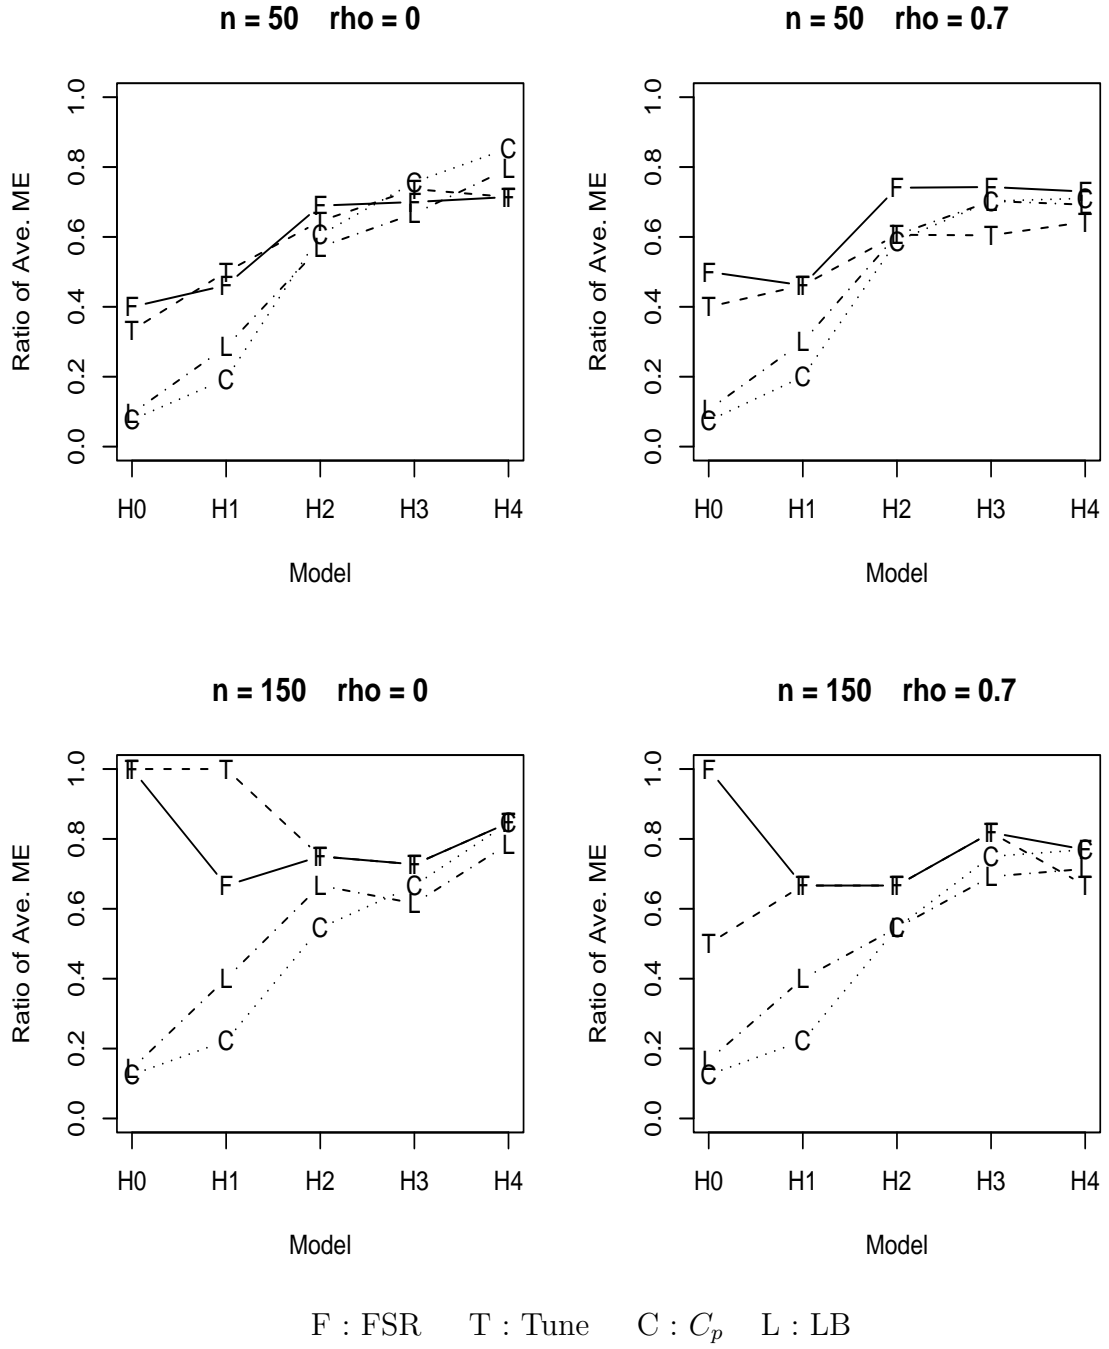 n = 50 rho = 0
Ratio of Ave. ME
1.0
0.8
0.6
0.4
0.2
0.0
F F F F F
T T T T T
L L L L L
C C C C C
H0 H1 H2 H3 H4
Model
n = 50 rho = 0.7
Ratio of Ave. ME
1.0
0.8
0.6
0.4
0.2
0.0
F F F F F
T T T T T
L L L L L
C C C C C
H0 H1 H2 H3 H4
Model
n = 150 rho = 0
Ratio of Ave. ME
1.0
0.8
0.6
0.4
0.2
0.0
F F F F F
T T T T T
L L L L L
C C C C C
H0 H1 H2 H3 H4
Model
n = 150 rho = 0.7
Ratio of Ave. ME
1.0
0.8
0.6
0.4
0.2
0.0
F F F F F
T T T T T
L L L L L
C C C C C
H0 H1 H2 H3 H4
Model
F : FSR T : Tune C : Cp L : LB